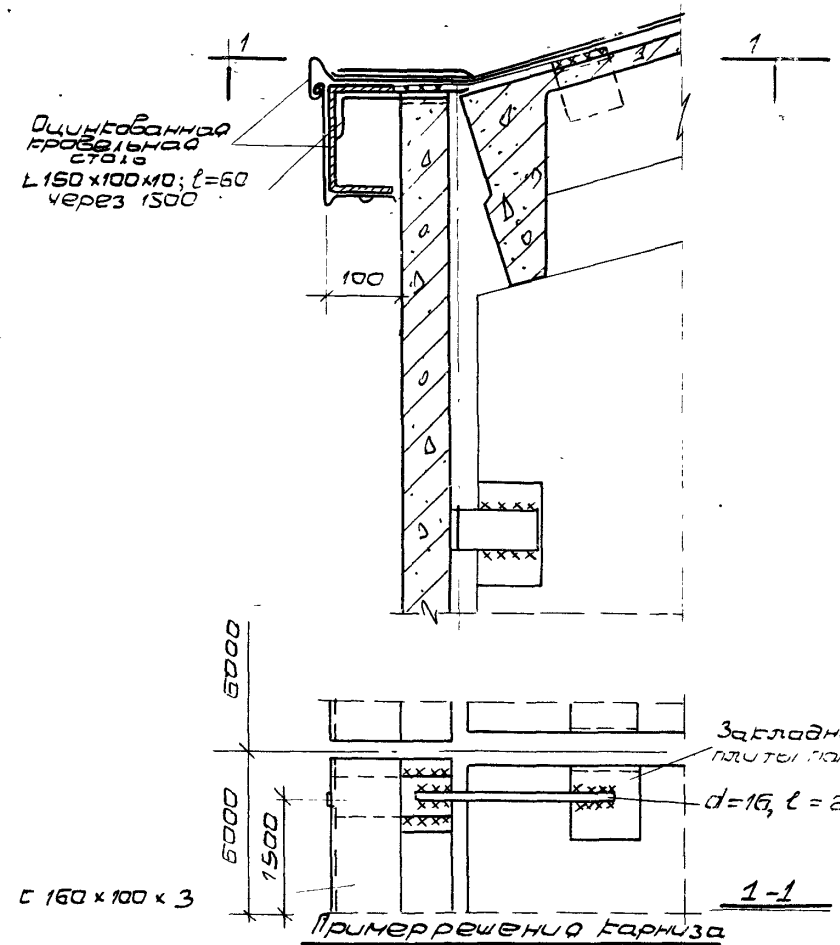 1 1
Оцинкованная
кровельная
сталь
L 150 x 100 x 10; ℓ=60
через 1500
100
6000
6000
1500
d=16, ℓ = 2
С 160 x 100 x 3
1-1
Пример решения карниза